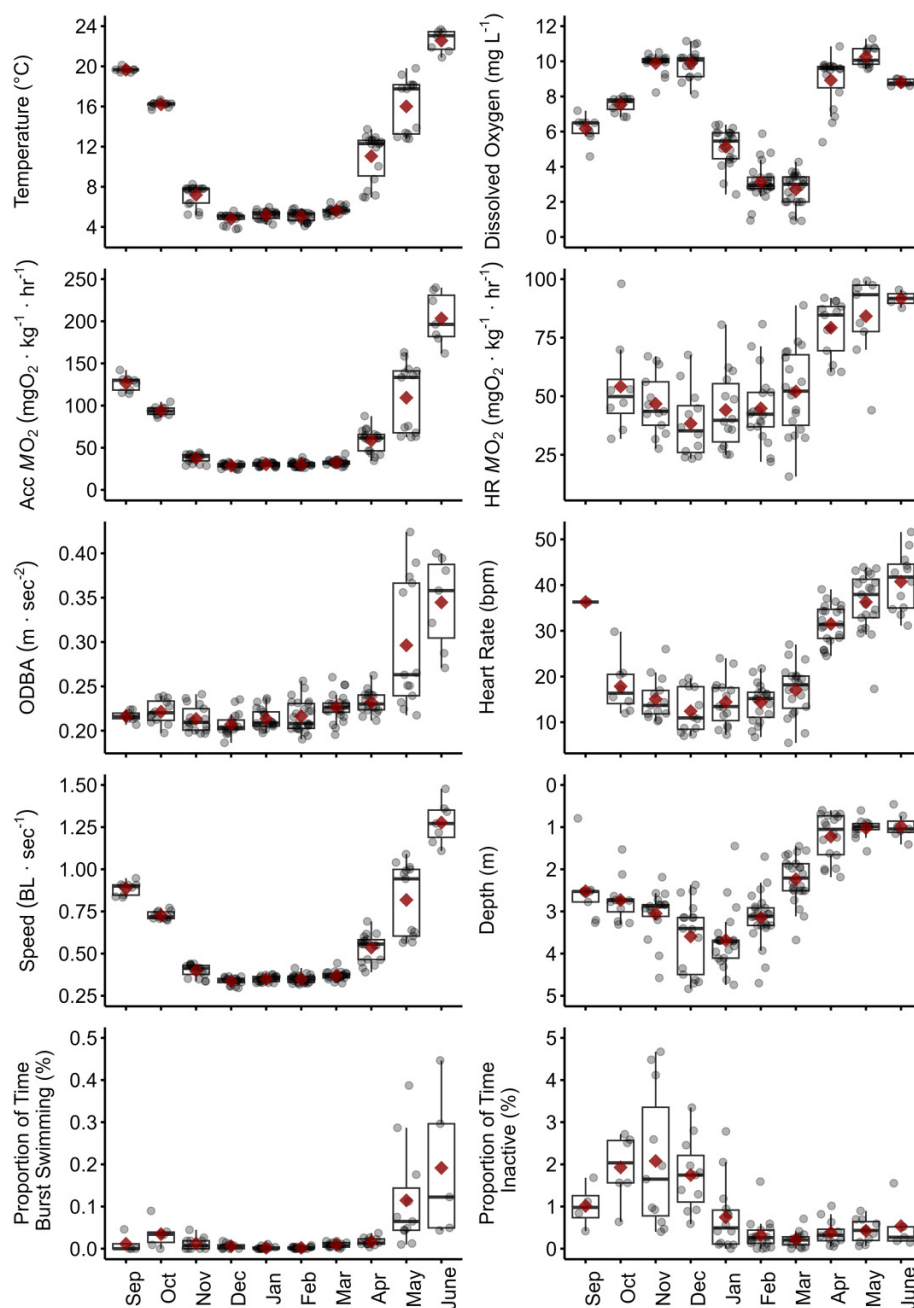 Temperature (°C)
24
20
16
12
8
4
Dissolved Oxygen (mg L⁻¹)
12
10
8
6
4
2
0
Acc MO₂ (mgO₂ · kg⁻¹ · hr⁻¹)
250
200
150
100
50
0
HR MO₂ (mgO₂ · kg⁻¹ · hr⁻¹)
100
75
50
25
ODBA (m · sec⁻²)
0.40
0.35
0.30
0.25
0.20
Heart Rate (bpm)
50
40
30
20
10
Speed (BL · sec⁻¹)
1.50
1.25
1.00
0.75
0.50
0.25
Depth (m)
0
1
2
3
4
5
Proportion of Time
Burst Swimming (%)
0.5
0.4
0.3
0.2
0.1
0.0
Proportion of Time
Inactive (%)
5
4
3
2
1
0
Sep
Oct
Nov
Dec
Jan
Feb
Mar
Apr
May
June
Sep
Oct
Nov
Dec
Jan
Feb
Mar
Apr
May
June